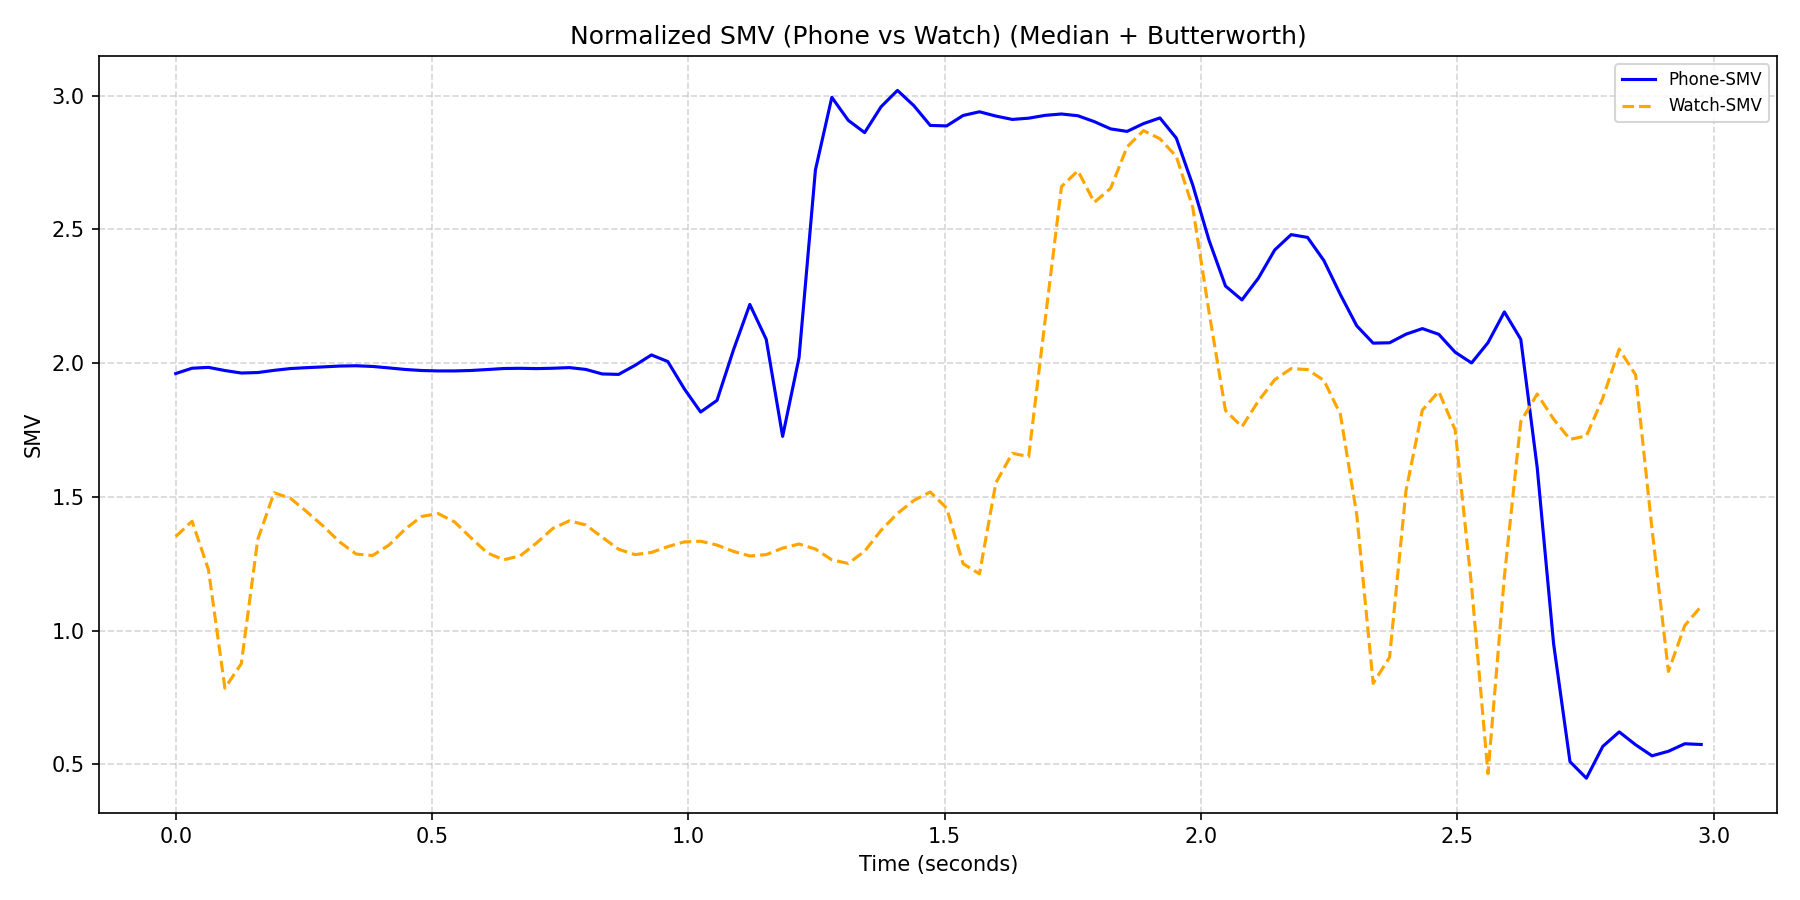 Normalized SMV (Phone vs Watch) (Median + Butterworth)
Phone-SMV
Watch-SMV
SMV
3.0
2.5
2.0
1.5
1.0
0.5
0.0 0.5 1.0 1.5 2.0 2.5 3.0
Time (seconds)